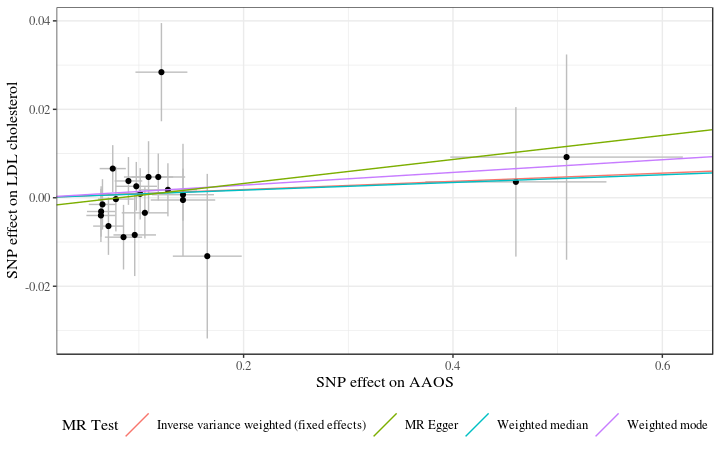 0.04
0.02
0.00
-0.02
SNP effect on LDL cholesterol
0.2
0.4
0.6
SNP effect on AAOS
MR Test
Inverse variance weighted (fixed effects)
MR Egger
Weighted median
Weighted mode